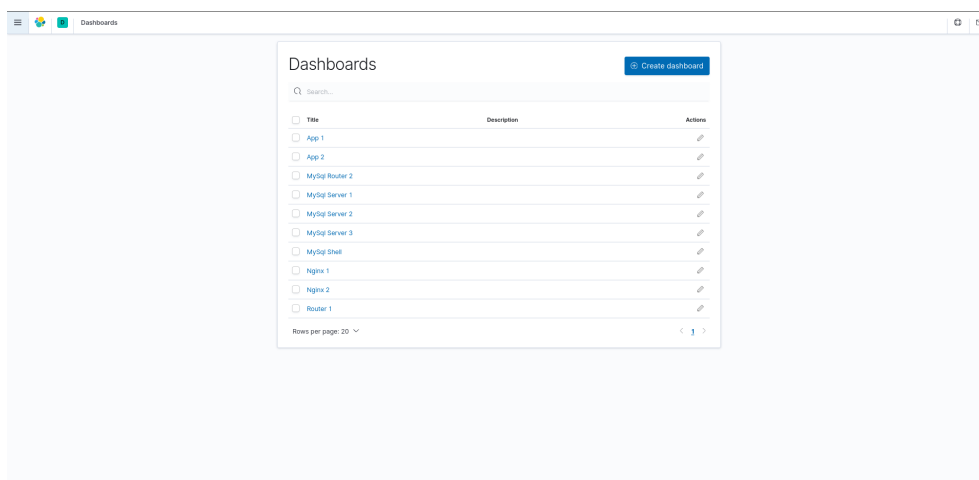 D Dashboards
Dashboards
Create dashboard
Search...
Title Description Actions
App 1
App 2
MySql Router 2
MySql Server 1
MySql Server 2
MySql Server 3
MySql Shell
Nginx 1
Nginx 2
Router 1
Rows per page: 20 1